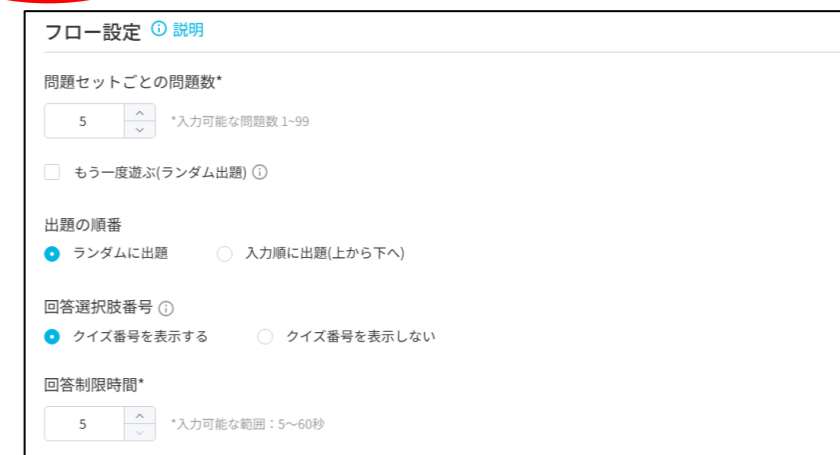 フロー設定 説明
問題セットごとの問題数*
5 *入力可能な問題数 1~99
もう一度遊ぶ(ランダム出題)
出題の順番
ランダムに出題 入力順に出題(上から下へ)
回答選択肢番号
クイズ番号を表示する クイズ番号を表示しない
回答制限時間*
5 *入力可能な範囲：5〜60秒